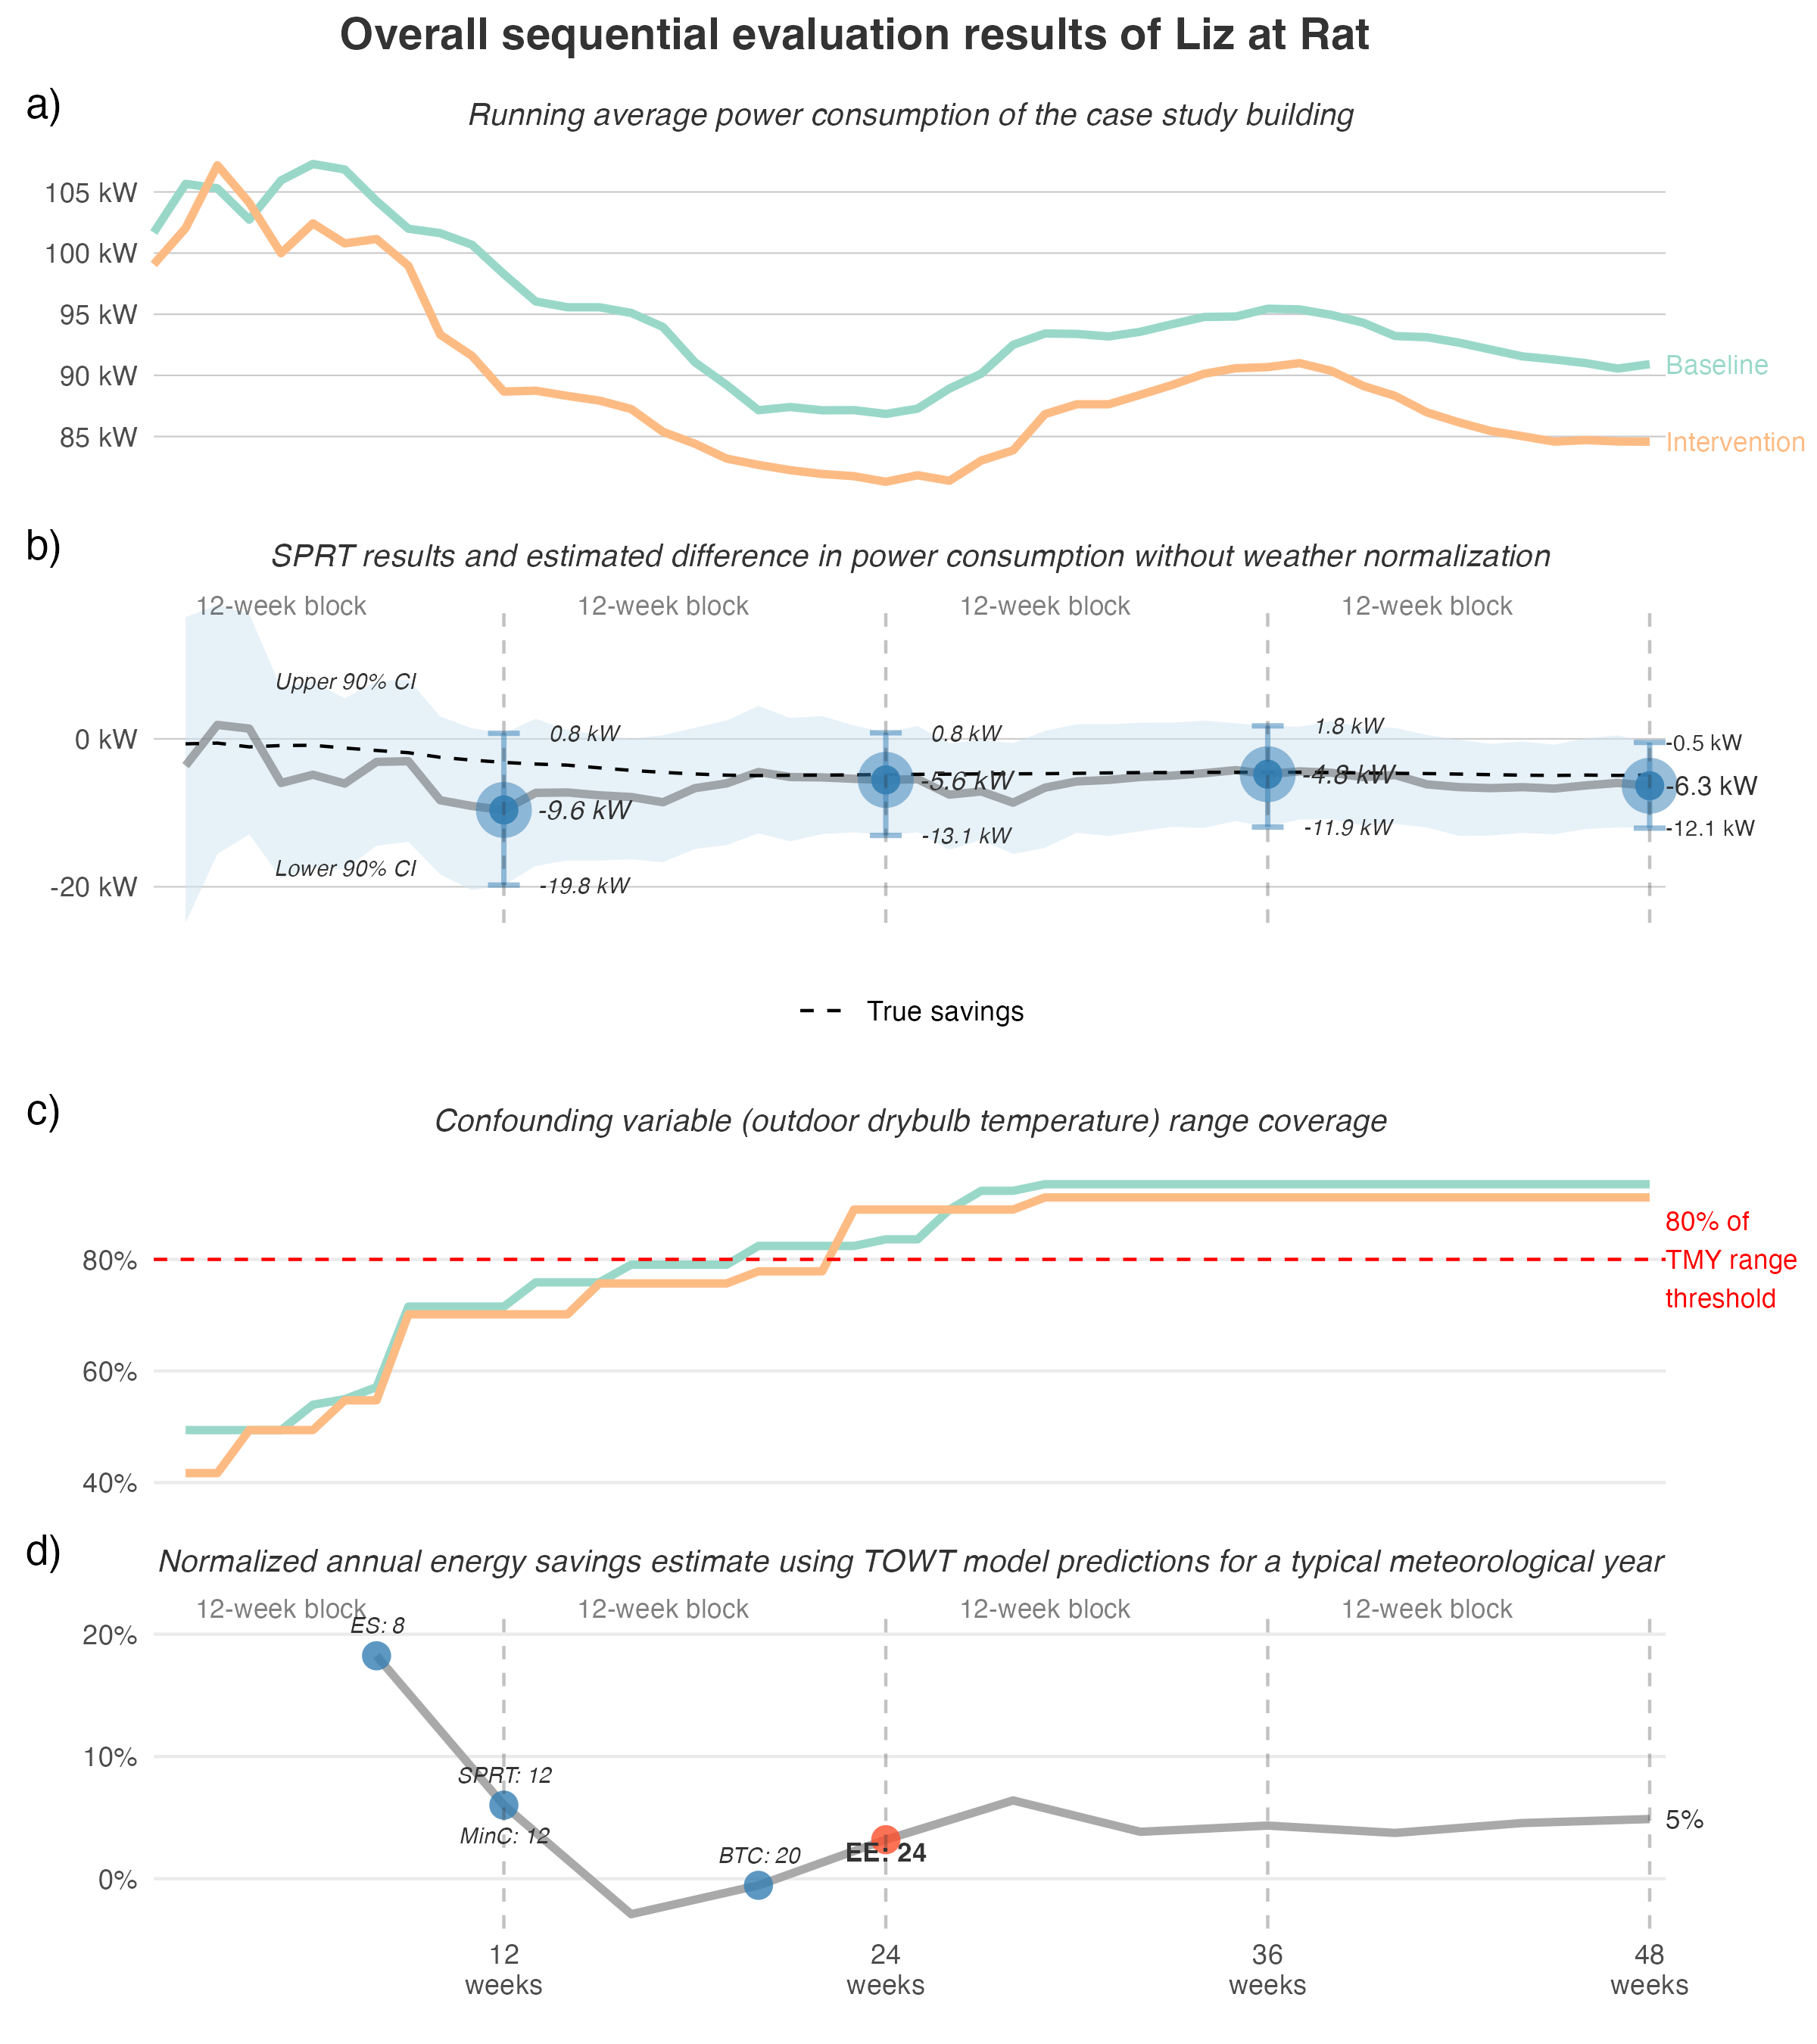 Overall sequential evaluation results of Liz at Rat
a)
Running average power consumption of the case study building
105 kW
100 kW
95 kW
90 kW
85 kW
Baseline
Intervention
b)
SPRT results and estimated difference in power consumption without weather normalization
12-week block 12-week block 12-week block 12-week block
Upper 90% CI
0 kW
0.8 kW
0.8 kW
1.8 kW
-0.5 kW
-9.6 kW
-5.6 kW
-4.8 kW
-6.3 kW
Lower 90% CI
-19.8 kW
-13.1 kW
-11.9 kW
-12.1 kW
-20 kW
True savings
c)
Confounding variable (outdoor drybulb temperature) range coverage
80%
60%
40%
80% of
TMY range
threshold
d)
Normalized annual energy savings estimate using TOWT model predictions for a typical meteorological year
12-week block 12-week block 12-week block 12-week block
20%
10%
0%
ES: 8
SPRT: 12
MinC: 12
BTC: 20
EE: 24
5%
12
weeks
24
weeks
36
weeks
48
weeks